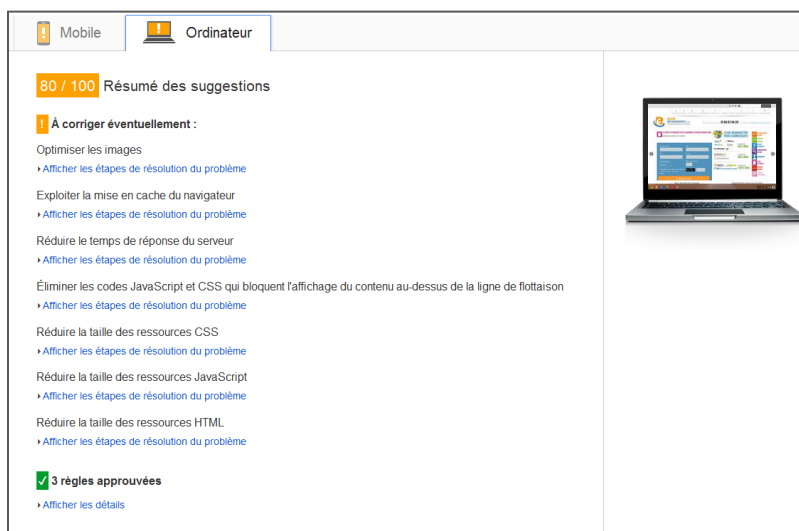 Mobile
Ordinateur
80 / 100 Résumé des suggestions
! À corriger éventuellement :
Optimiser les images
Afficher les étapes de résolution du problème
Exploiter la mise en cache du navigateur
Afficher les étapes de résolution du problème
Réduire le temps de réponse du serveur
Afficher les étapes de résolution du problème
Éliminer les codes JavaScript et CSS qui bloquent l'affichage du contenu au-dessus de la ligne de flottaison
Afficher les étapes de résolution du problème
Réduire la taille des ressources CSS
Afficher les étapes de résolution du problème
Réduire la taille des ressources JavaScript
Afficher les étapes de résolution du problème
Réduire la taille des ressources HTML
Afficher les étapes de résolution du problème
3 règles approuvées
Afficher les détails